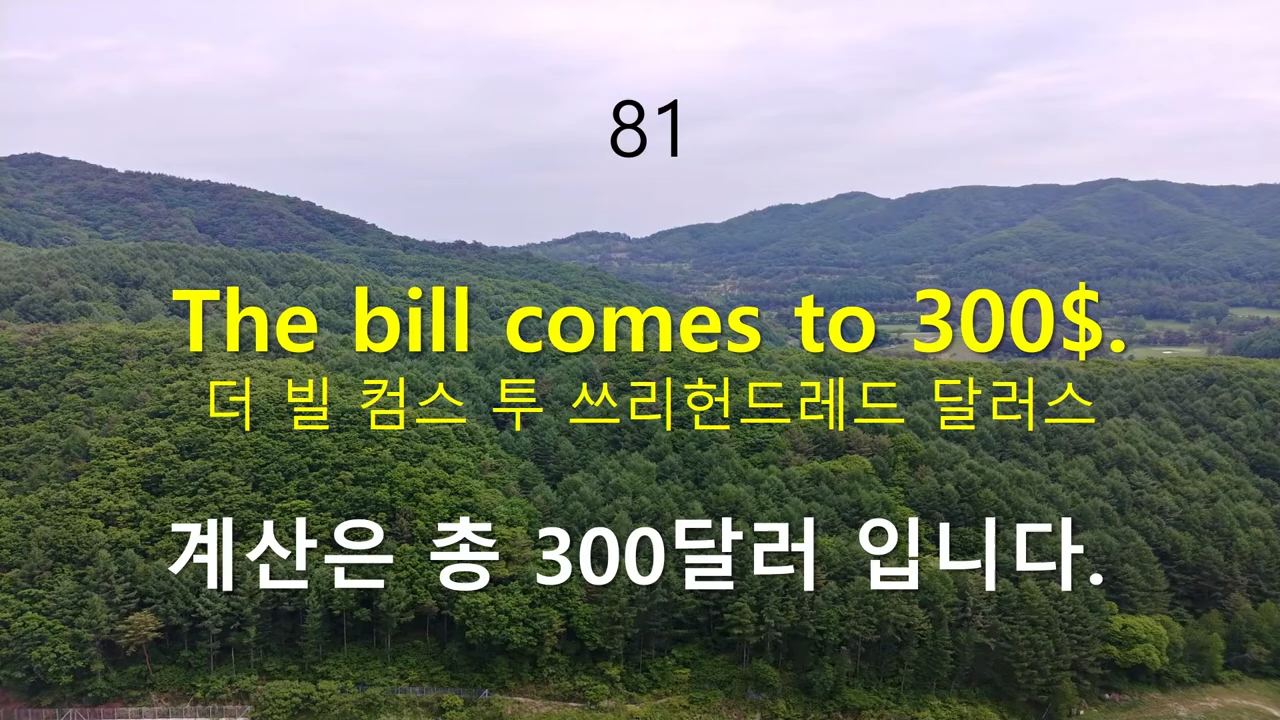 81
The bill comes to 300$.
더 빌 컴스 투 쓰리헌드레드 달러스
계산은 총 300달러 입니다.